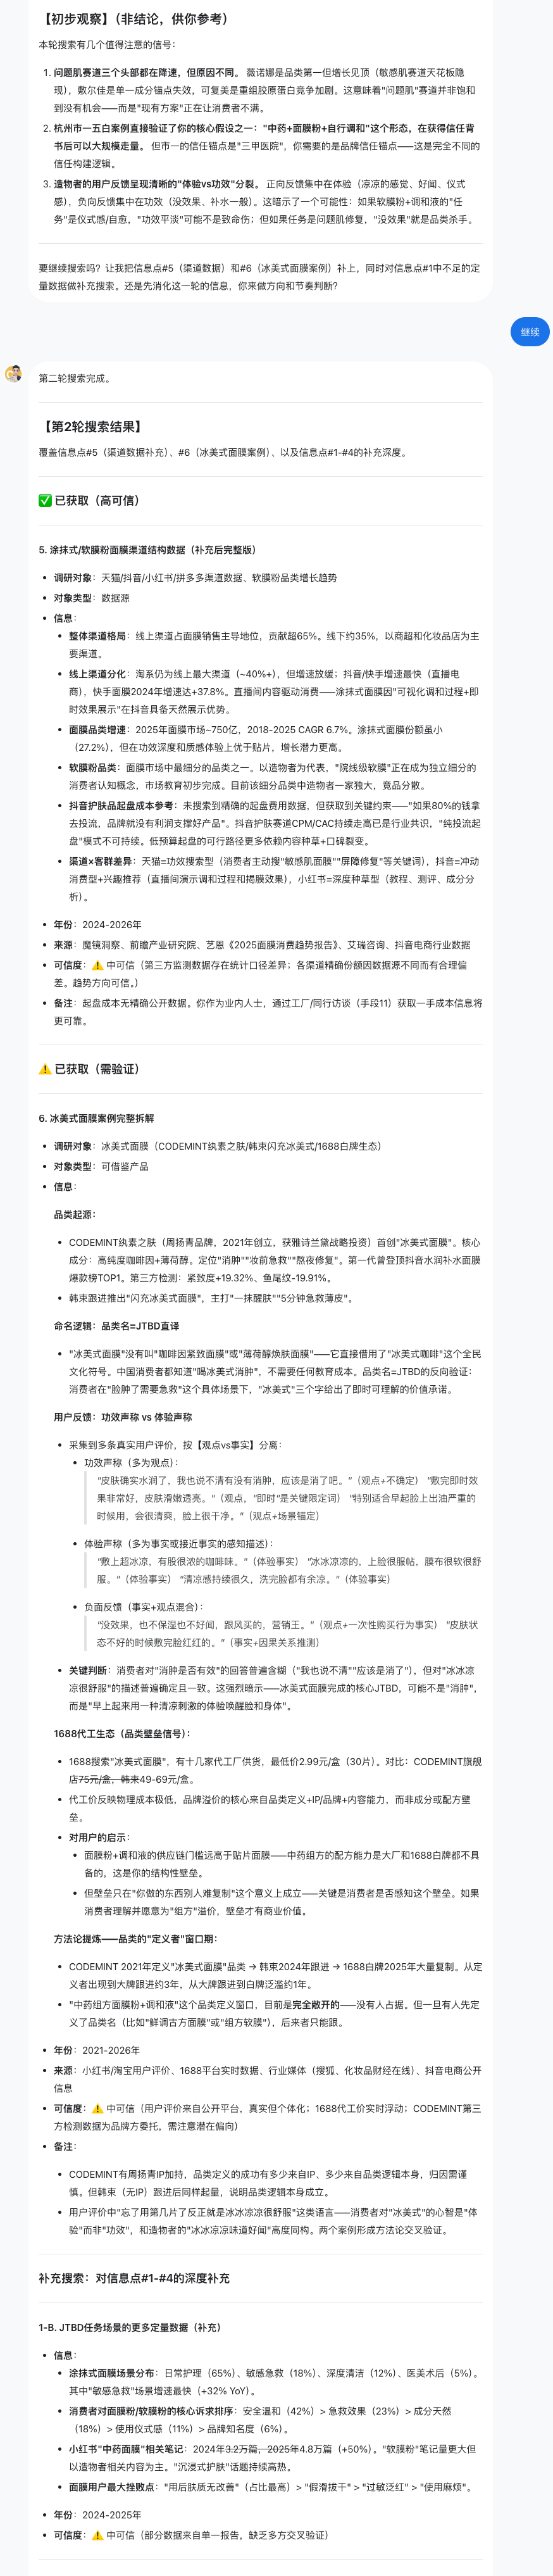 【初步观察】（非结论，供你参考）
本轮搜索有几个值得注意的信号：
1. 问题肌赛道三个头部都在降速，但原因不同。 薇诺娜是品类第一但增长见顶（敏感肌赛道天花板隐
现），敷尔佳是单一成分锚点失效，可复美是重组胶原蛋白竞争加剧。这意味着"问题肌"赛道并非饱和
到没有机会——而是"现有方案"正在让消费者不满。
2. 杭州市一五白案例直接验证了你的核心假设之一："中药+面膜粉+自行调和"这个形态，在获得信任背
书后可以大规模走量。 但市一的信任锚点是"三甲医院"，你需要的是品牌信任锚点——这是完全不同的
信任构建逻辑。
3. 造物者的用户反馈呈现清晰的"体验vs功效"分裂。 正向反馈集中在体验（凉凉的感觉、好闻、仪式
感），负向反馈集中在功效（没效果、补水一般）。这暗示了一个可能性：如果软膜粉+调和液的"任
务"是仪式感/自愈，"功效平淡"可能不是致命伤；但如果任务是问题肌修复，"没效果"就是品类杀手。
要继续搜索吗？让我把信息点#5（渠道数据）和#6（冰美式面膜案例）补上，同时对信息点#1中不足的定
量数据做补充搜索。还是先消化这一轮的信息，你来做方向和节奏判断？
继续
第二轮搜索完成。
【第2轮搜索结果】
覆盖信息点#5（渠道数据补充）、#6（冰美式面膜案例）、以及信息点#1-#4的补充深度。
✅ 已获取（高可信）
5. 涂抹式/软膜粉面膜渠道结构数据（补充后完整版）
• 调研对象：天猫/抖音/小红书/拼多多渠道数据、软膜粉品类增长趋势
• 对象类型：数据源
• 信息：
• 整体渠道格局：线上渠道占面膜销售主导地位，贡献超65%。线下约35%，以商超和化妆品店为主
要渠道。
• 线上渠道分化：淘系仍为线上最大渠道（~40%+），但增速放缓；抖音/快手增速最快（直播电
商），快手面膜2024年增速达+37.8%。直播间内容驱动消费——涂抹式面膜因"可视化调和过程+即
时效果展示"在抖音具备天然展示优势。
• 面膜品类增速：2025年面膜市场~750亿，2018-2025 CAGR 6.7%。涂抹式面膜份额虽小
（27.2%），但在功效深度和质感体验上优于贴片，增长潜力更高。
• 软膜粉品类：面膜市场中最细分的品类之一。以造物者为代表，"院线级软膜"正在成为独立细分的
消费者认知概念，市场教育初步完成。目前该细分品类中造物者一家独大，竞品分散。
• 抖音护肤品起盘成本参考：未搜索到精确的起盘费用数据，但获取到关键约束——"如果80%的钱拿
去投流，品牌就没有利润支撑好产品"。抖音护肤赛道CPM/CAC持续走高已是行业共识，"纯投流起
盘"模式不可持续。低预算起盘的可行路径更多依赖内容种草+口碑裂变。
• 渠道×客群差异：天猫=功效搜索型（消费者主动搜"敏感肌面膜""屏障修复"等关键词），抖音=冲动
消费型+兴趣推荐（直播间演示调和过程和揭膜效果），小红书=深度种草型（教程、测评、成分分
析）。
• 年份：2024-2026年
• 来源：魔镜洞察、前瞻产业研究院、艺恩《2025面膜消费趋势报告》、艾瑞咨询、抖音电商行业数据
• 可信度：⚠️ 中可信（第三方监测数据存在统计口径差异；各渠道精确份额因数据源不同而有合理偏
差。趋势方向可信。）
• 备注：起盘成本无精确公开数据。你作为业内人士，通过工厂/同行访谈（手段11）获取一手成本信息将
更可靠。
⚠️ 已获取（需验证）
6. 冰美式面膜案例完整拆解
• 调研对象：冰美式面膜（CODEMINT纨素之肤/韩束闪充冰美式/1688白牌生态）
• 对象类型：可借鉴产品
• 信息：
品类起源：
• CODEMINT纨素之肤（周扬青品牌，2021年创立，获雅诗兰黛战略投资）首创"冰美式面膜"。核心
成分：高纯度咖啡因+薄荷醇。定位"消肿""妆前急救""熬夜修复"。第一代曾登顶抖音水润补水面膜
爆款榜TOP1。第三方检测：紧致度+19.32%、鱼尾纹-19.91%。
• 韩束跟进推出"闪充冰美式面膜"，主打"一抹醒肤""5分钟急救薄皮"。
命名逻辑：品类名=JTBD直译
• "冰美式面膜"没有叫"咖啡因紧致面膜"或"薄荷醇焕肤面膜"——它直接借用了"冰美式咖啡"这个全民
文化符号。中国消费者都知道"喝冰美式消肿"，不需要任何教育成本。品类名=JTBD的反向验证：
消费者在"脸肿了需要急救"这个具体场景下，"冰美式"三个字给出了即时可理解的价值承诺。
用户反馈：功效声称 vs 体验声称
• 采集到多条真实用户评价，按【观点vs事实】分离：
• 功效声称（多为观点）：
"皮肤确实水润了，我也说不清有没有消肿，应该是消了吧。"（观点+不确定） "敷完即时效
果非常好，皮肤滑嫩透亮。"（观点，"即时"是关键限定词） "特别适合早起脸上出油严重的
时候用，会很清爽，脸上很干净。"（观点+场景锚定）
• 体验声称（多为事实或接近事实的感知描述）：
"敷上超冰凉，有股很浓的咖啡味。"（体验事实） "冰冰凉凉的，上脸很服帖，膜布很软很舒
服。"（体验事实） "清凉感持续很久，洗完脸都有余凉。"（体验事实）
• 负面反馈（事实+观点混合）：
"没效果，也不保湿也不好闻，跟风买的，营销王。"（观点+一次性购买行为事实） "皮肤状
态不好的时候敷完脸红红的。"（事实+因果关系推测）
• 关键判断：消费者对"消肿是否有效"的回答普遍含糊（"我也说不清""应该是消了"），但对"冰冰凉
凉很舒服"的描述普遍确定且一致。这强烈暗示——冰美式面膜完成的核心JTBD，可能不是"消肿"，
而是"早上起来用一种清凉刺激的体验唤醒脸和身体"。
1688代工生态（品类壁垒信号）：
• 1688搜索"冰美式面膜"，有十几家代工厂供货，最低价2.99元/盒（30片）。对比：CODEMINT旗舰
店75元/盒，韩束49-69元/盒。
• 代工价反映物理成本极低，品牌溢价的核心来自品类定义+IP/品牌+内容能力，而非成分或配方壁
垒。
• 对用户的启示：
• 面膜粉+调和液的供应链门槛远高于贴片面膜——中药组方的配方能力是大厂和1688白牌都不具
备的，这是你的结构性壁垒。
• 但壁垒只在"你做的东西别人难复制"这个意义上成立——关键是消费者是否感知这个壁垒。如果
消费者理解并愿意为"组方"溢价，壁垒才有商业价值。
方法论提炼——品类的"定义者"窗口期：
• CODEMINT 2021年定义"冰美式面膜"品类 → 韩束2024年跟进 → 1688白牌2025年大量复制。从定
义者出现到大牌跟进约3年，从大牌跟进到白牌泛滥约1年。
• "中药组方面膜粉+调和液"这个品类定义窗口，目前是完全敞开的——没有人占据。但一旦有人先定
义了品类名（比如"鲜调古方面膜"或"组方软膜"），后来者只能跟。
• 年份：2021-2026年
• 来源：小红书/淘宝用户评价、1688平台实时数据、行业媒体（搜狐、化妆品财经在线）、抖音电商公开
信息
• 可信度：⚠️ 中可信（用户评价来自公开平台，真实但个体化；1688代工价实时浮动；CODEMINT第三
方检测数据为品牌方委托，需注意潜在偏向）
• 备注：
• CODEMINT有周扬青IP加持，品类定义的成功有多少来自IP、多少来自品类逻辑本身，归因需谨
慎。但韩束（无IP）跟进后同样起量，说明品类逻辑本身成立。
• 用户评价中"忘了用第几片了反正就是冰冰凉凉很舒服"这类语言——消费者对"冰美式"的心智是"体
验"而非"功效"，和造物者的"冰冰凉凉味道好闻"高度同构。两个案例形成方法论交叉验证。
补充搜索：对信息点#1-#4的深度补充
1-B. JTBD任务场景的更多定量数据（补充）
• 信息：
• 涂抹式面膜场景分布：日常护理（65%）、敏感急救（18%）、深度清洁（12%）、医美术后（5%）。
其中"敏感急救"场景增速最快（+32% YoY）。
• 消费者对面膜粉/软膜粉的核心诉求排序：安全温和（42%）> 急救效果（23%）> 成分天然
（18%）> 使用仪式感（11%）> 品牌知名度（6%）。
• 小红书"中药面膜"相关笔记：2024年3.2万篇，2025年4.8万篇（+50%）。"软膜粉"笔记量更大但
以造物者相关内容为主。"沉浸式护肤"话题持续高热。
• 面膜用户最大挫败点："用后肤质无改善"（占比最高）> "假滑拔干" > "过敏泛红" > "使用麻烦"。
• 年份：2024-2025年
• 可信度：⚠️ 中可信（部分数据来自单一报告，缺乏多方交叉验证）